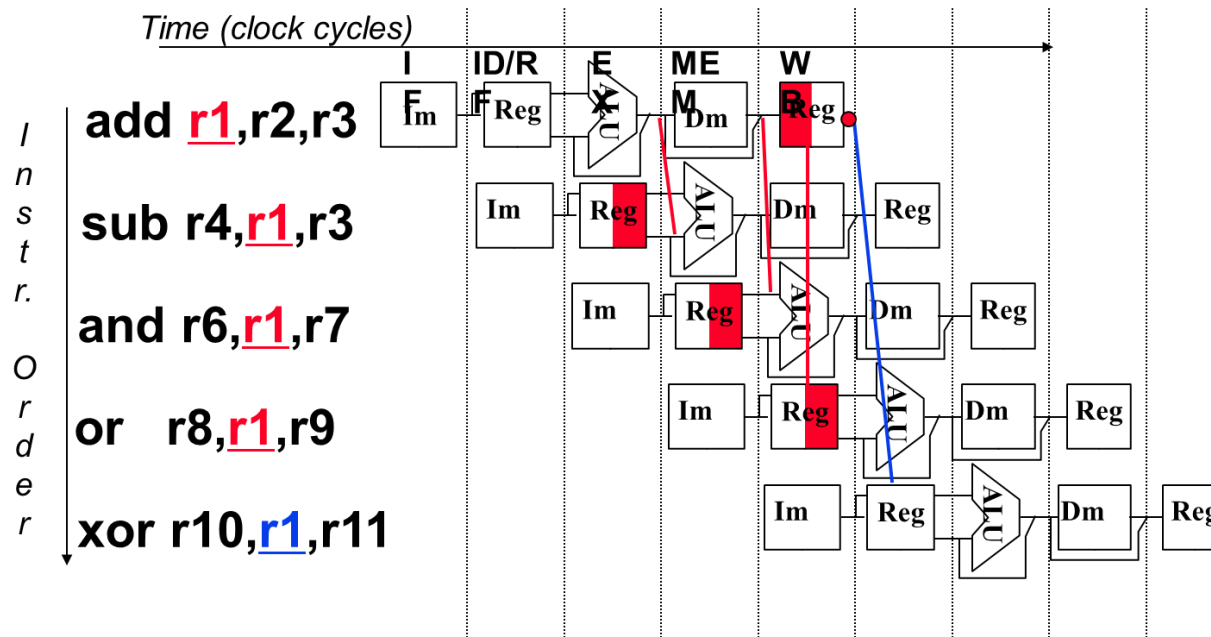 Time (clock cycles)
IF ID/RF EX MEM WB
Instr. Order
add r1,r2,r3
Im Reg ALU Dm Reg
sub r4,r1,r3
Im Reg ALU Dm Reg
and r6,r1,r7
Im Reg ALU Dm Reg
or r8,r1,r9
Im Reg ALU Dm Reg
xor r10,r1,r11
Im Reg ALU Dm Reg